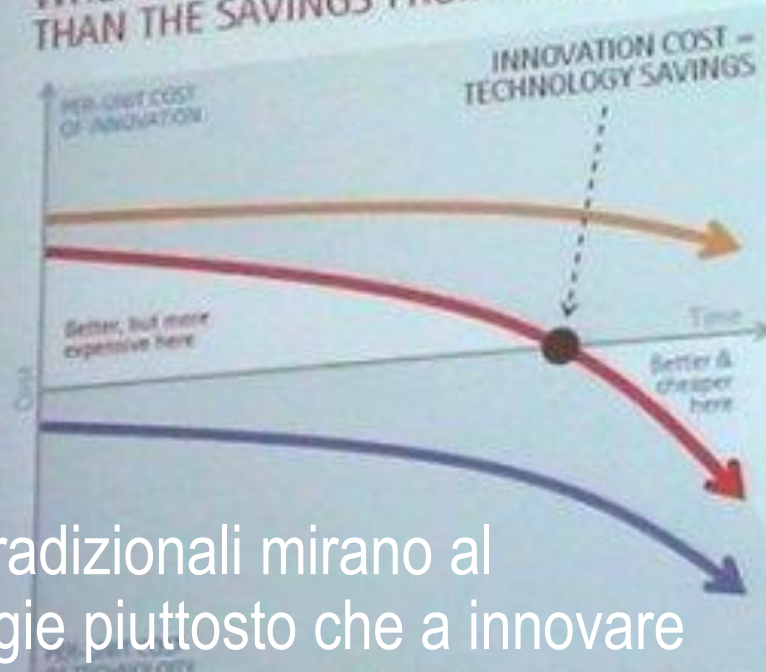 THAN THE SAVINGS
INNOVATION COST =
TECHNOLOGY SAVINGS
PER-UNIT COST
OF INNOVATION
Better, but more
expensive here
Time
Better &
cheaper
here
Cost
radizionali mirano al
gie piuttosto che a innovare